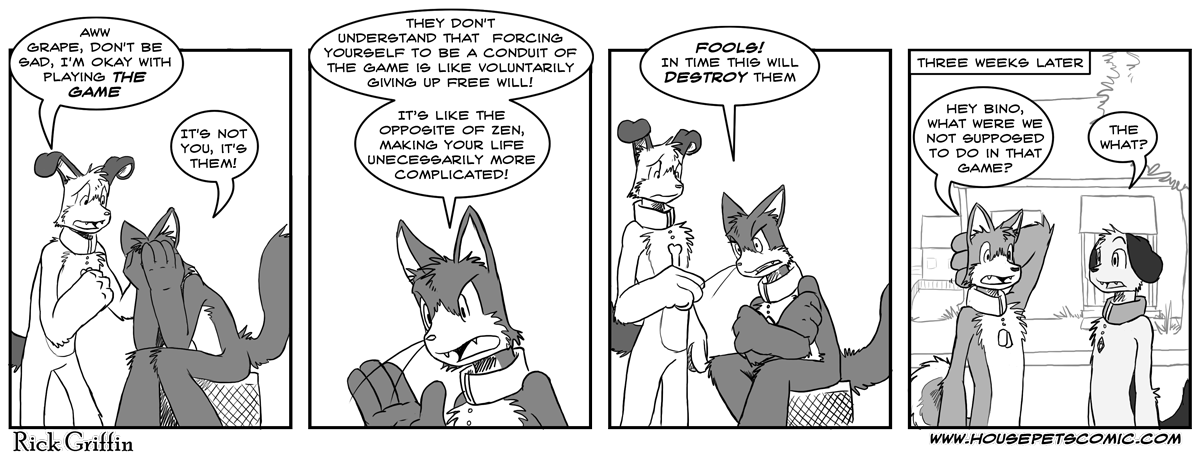 AWW
GRAPE, DON'T BE
SAD, I'M OKAY WITH
PLAYING THE
GAME
IT'S NOT
YOU, IT'S
THEM!
THEY DON'T
UNDERSTAND THAT FORCING
YOURSELF TO BE A CONDUIT OF
THE GAME IS LIKE VOLUNTARILY
GIVING UP FREE WILL!
IT'S LIKE THE
OPPOSITE OF ZEN,
MAKING YOUR LIFE
UNECESSARILY MORE
COMPLICATED!
FOOLS!
IN TIME THIS WILL
DESTROY THEM
THREE WEEKS LATER
HEY BINO,
WHAT WERE WE
NOT SUPPOSED
TO DO IN THAT
GAME?
THE
WHAT?
Rick Griffin
WWW.HOUSEPETSCOMIC.COM